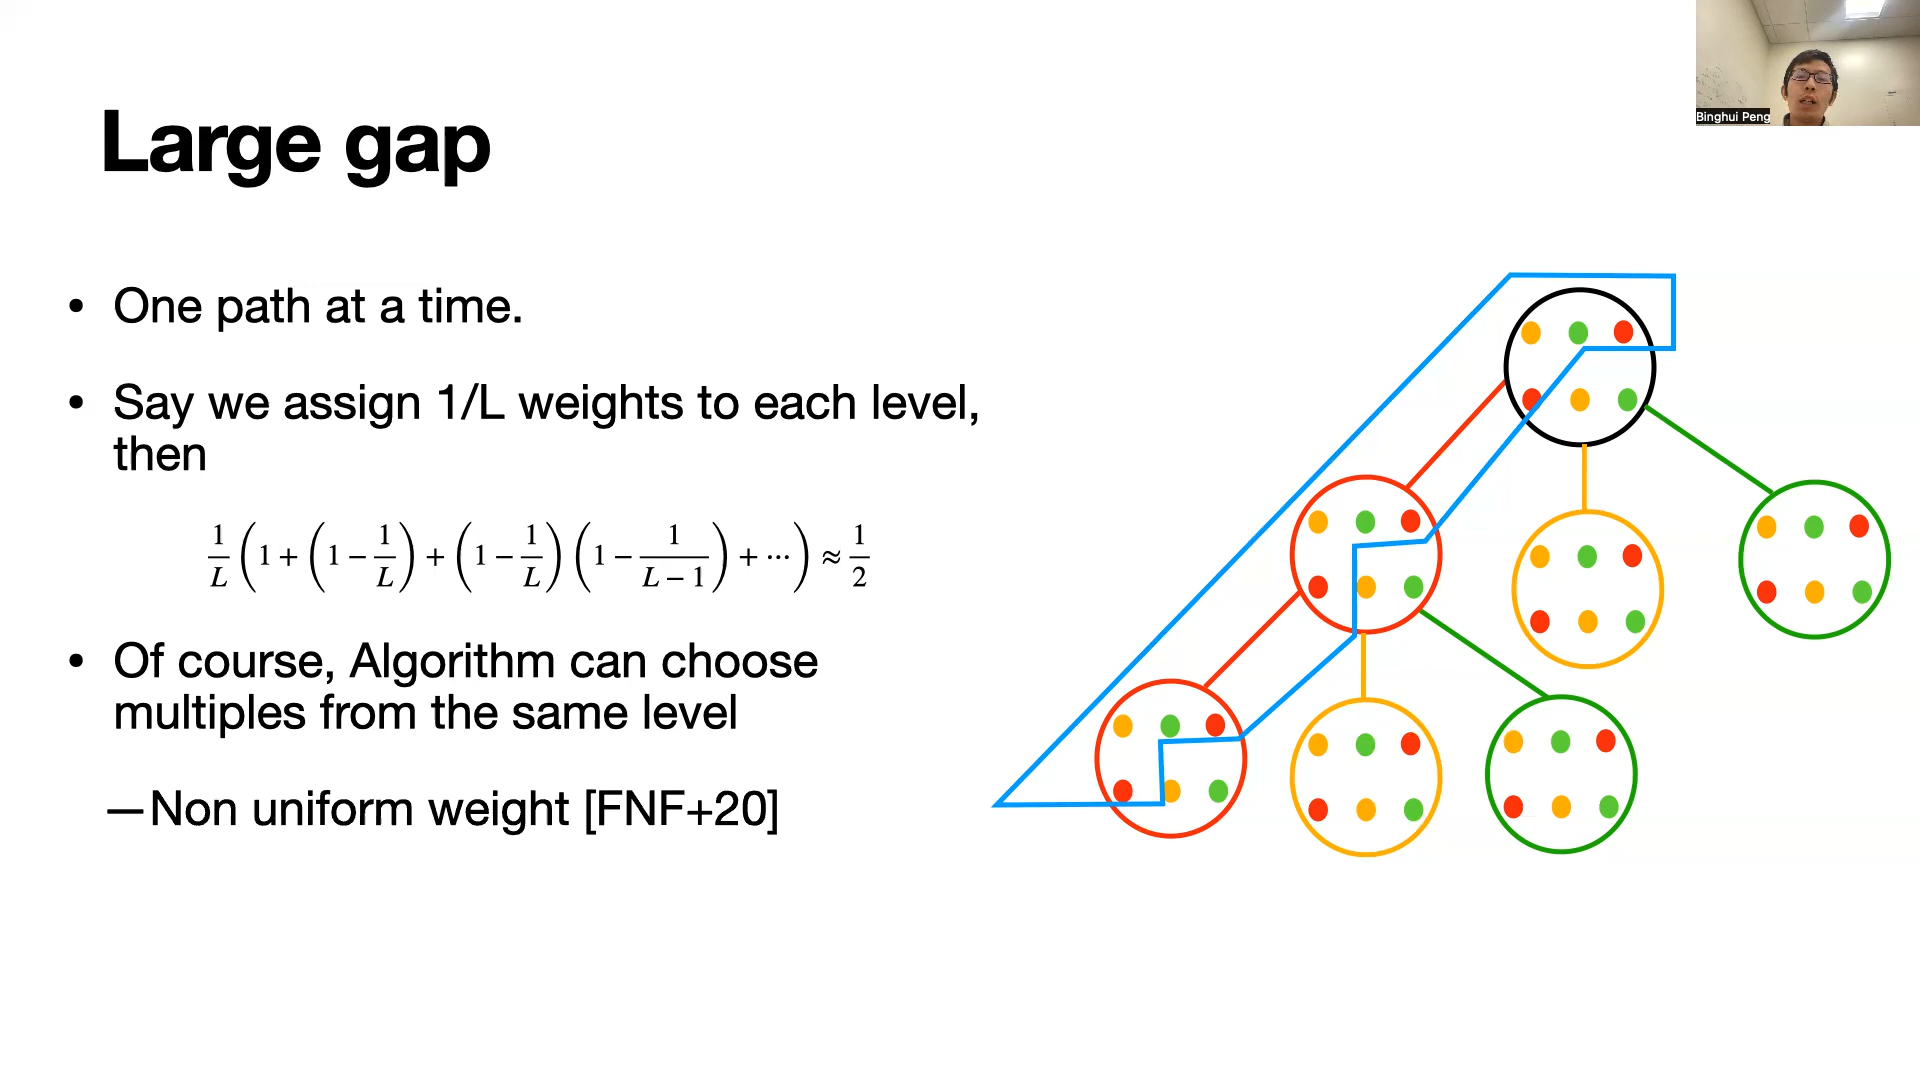 Large gap
Binghui Peng
• One path at a time.
• Say we assign 1/L weights to each level,
then
1/L (1 + (1 − 1/L) + (1 − 1/L) (1 − 1/(L − 1)) + ⋯) ≈ 1/2
• Of course, Algorithm can choose
multiples from the same level
—Non uniform weight [FNF+20]